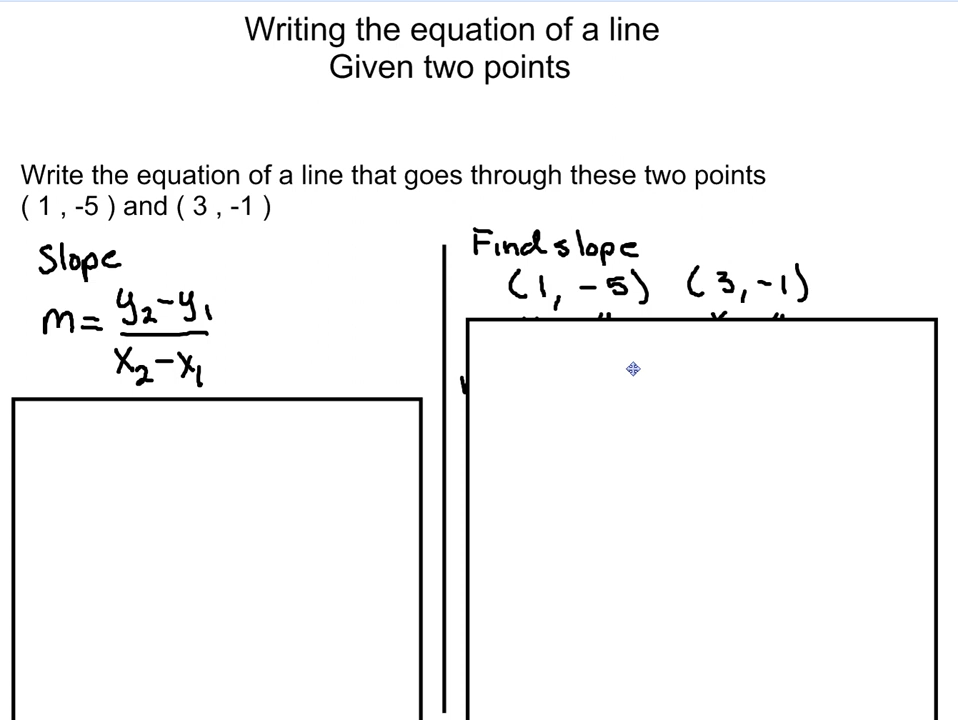 Writing the equation of a line
Given two points
Write the equation of a line that goes through these two points
( 1 , -5 ) and ( 3 , -1 )
Slope
m = y₂ - y₁
x₂ - x₁
Find slope
(1, -5) (3, -1)